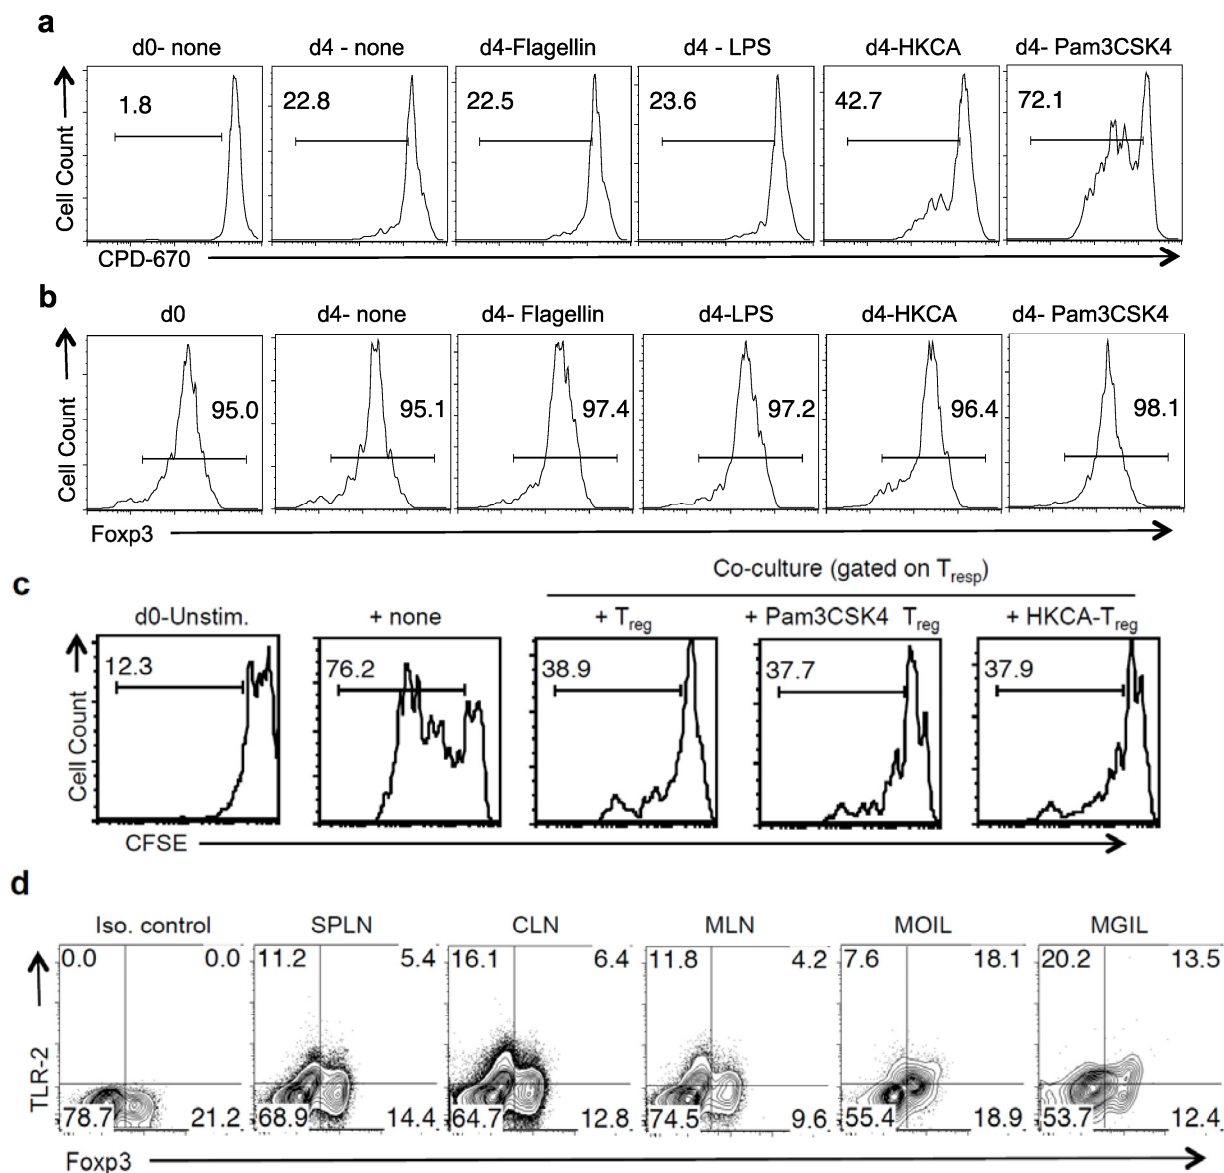 a
d0- none d4 - none d4-Flagellin d4 - LPS d4-HKCA d4- Pam3CSK4
1.8 22.8 22.5 23.6 42.7 72.1
Cell Count
CPD-670
b
d0 d4- none d4- Flagellin d4-LPS d4-HKCA d4- Pam3CSK4
95.0 95.1 97.4 97.2 96.4 98.1
Cell Count
Foxp3
c
Co-culture (gated on Tresp)
d0-Unstim. + none + Treg + Pam3CSK4 Treg + HKCA-Treg
12.3 76.2 38.9 37.7 37.9
Cell Count
CFSE
d
Iso. control SPLN CLN MLN MOIL MGIL
0.0 0.0 11.2 5.4 16.1 6.4 11.8 4.2 7.6 18.1 20.2 13.5
TLR-2
78.7 21.2 68.9 14.4 64.7 12.8 74.5 9.6 55.4 18.9 53.7 12.4
Foxp3